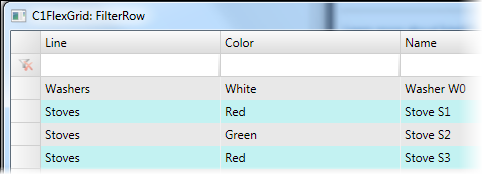 C1FlexGrid: FilterRow
Line Color Name
Washers White Washer W0
Stoves Red Stove S1
Stoves Green Stove S2
Stoves Red Stove S3